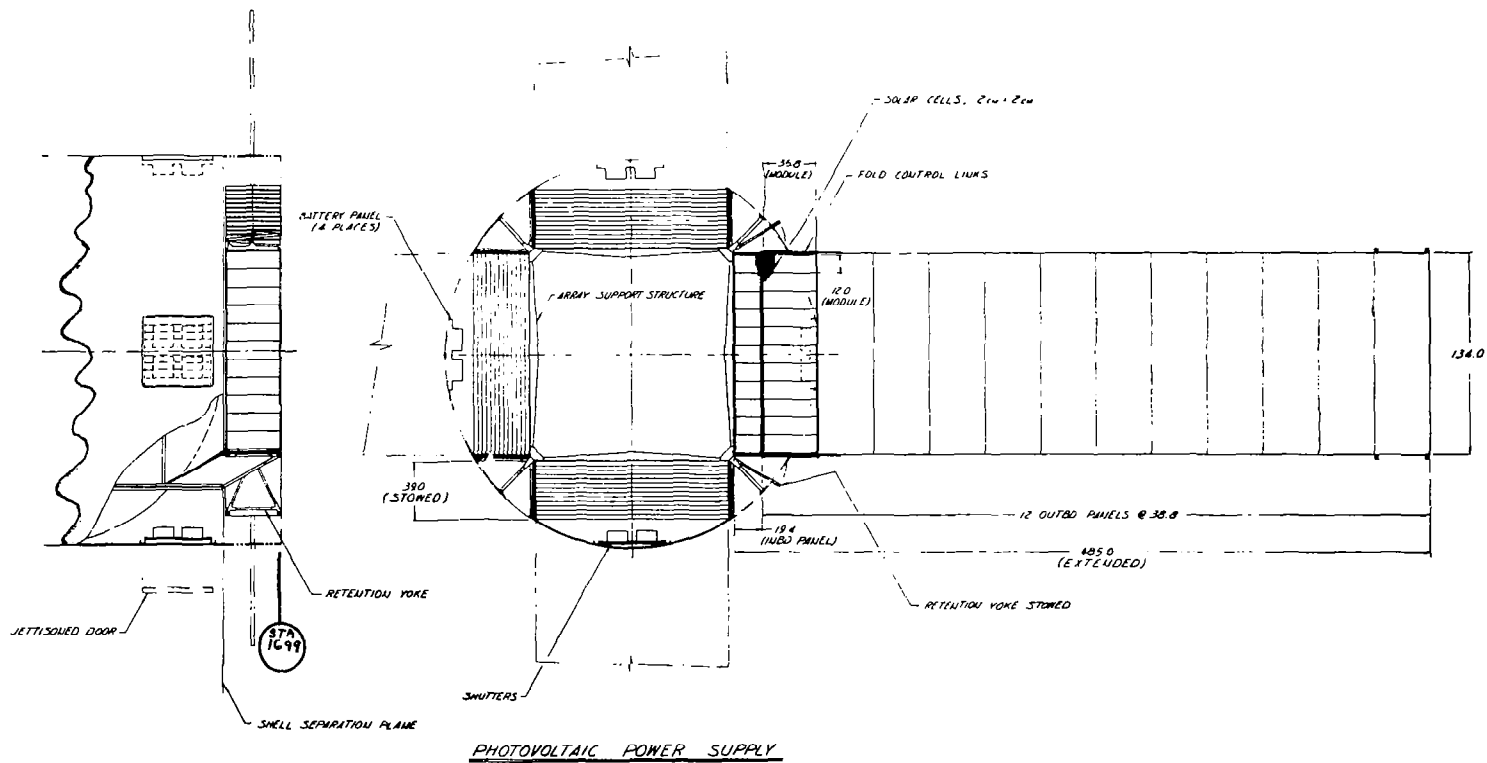 SOLAR CELLS, 2cm × 2cm
35.8
(MODULE)
FOLD CONTROL LINKS
BATTERY PANEL
(4 PLACES)
ARRAY SUPPORT STRUCTURE
12.0
(MODULE)
134.0
39.0
(STOWED)
12 OUTBD PANELS @ 38.8
19.4
(INBD PANEL)
485.0
(EXTENDED)
RETENTION YOKE
RETENTION YOKE STOWED
JETTISONED DOOR
STA
1699
SHUTTERS
SHELL SEPARATION PLANE
PHOTOVOLTAIC POWER SUPPLY